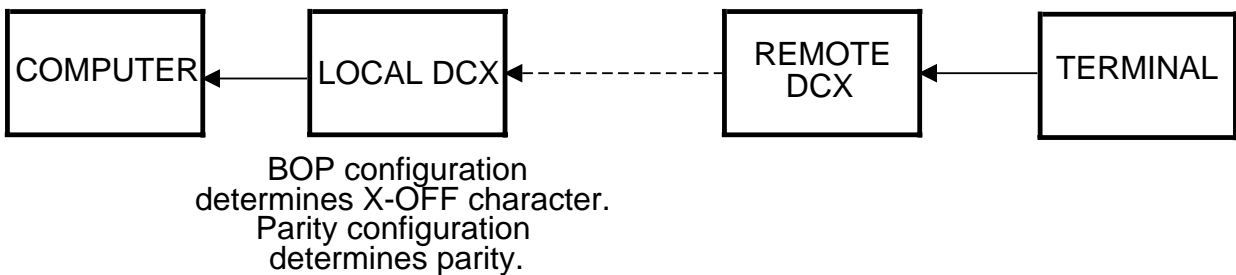 COMPUTER
LOCAL DCX
REMOTE
DCX
TERMINAL
BOP configuration
determines X-OFF character.
Parity configuration
determines parity.